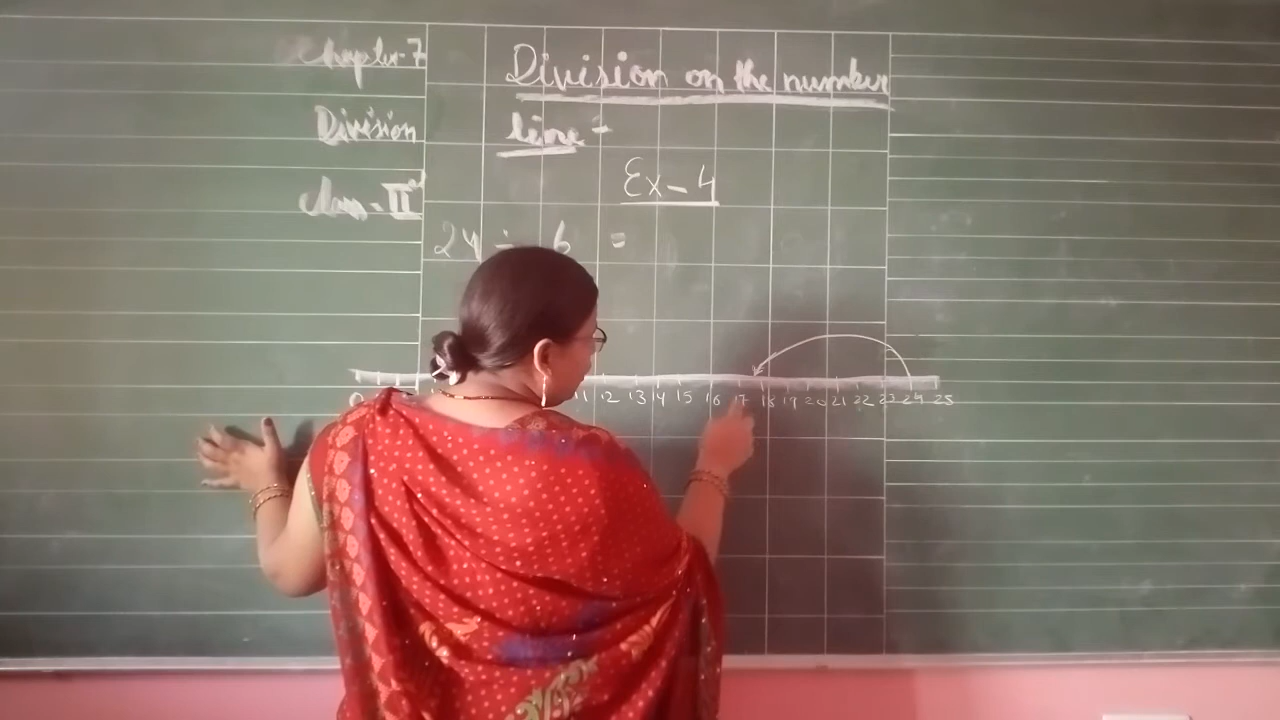 Chapter-7
Division
Class-II
Division on the number
line:-
Ex-4
24 ÷ 6 =
0 11 12 13 14 15 16 17 18 19 20 21 22 23 24 25